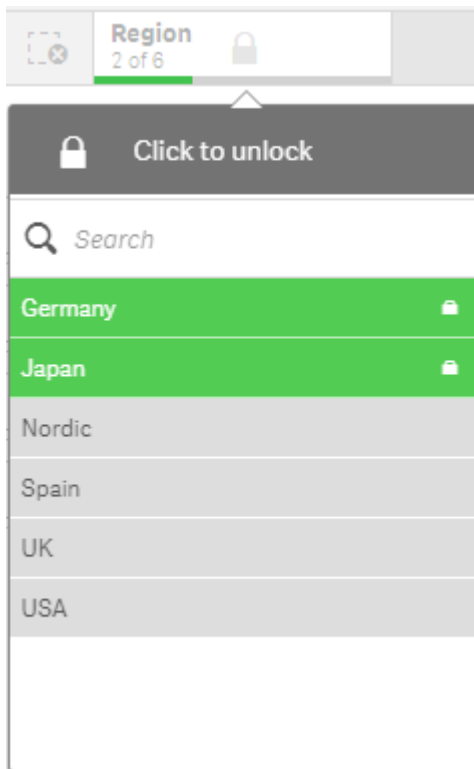 Region
2 of 6
Click to unlock
Search
Germany
Japan
Nordic
Spain
UK
USA